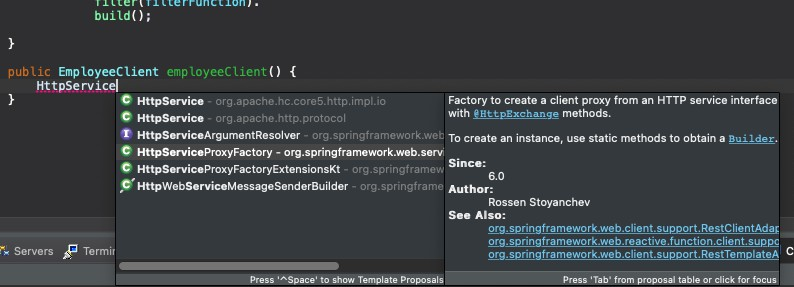 filter(filterFunction).
build();
}
public EmployeeClient employeeClient() {
HttpService
}
HttpService - org.apache.hc.core5.http.impl.io
HttpService - org.apache.http.protocol
HttpServiceArgumentResolver - org.springframework.web
HttpServiceProxyFactory - org.springframework.web.servi
HttpServiceProxyFactoryExtensionsKt - org.springframew
HttpWebServiceMessageSenderBuilder - org.springframe
Press '^Space' to show Template Proposals
Factory to create a client proxy from an HTTP service interface
with @HttpExchange methods.
To create an instance, use static methods to obtain a Builder.
Since:
6.0
Author:
Rossen Stoyanchev
See Also:
org.springframework.web.client.support.RestClientAdap
org.springframework.web.reactive.function.client.suppo
org.springframework.web.client.support.RestTemplateA
Press 'Tab' from proposal table or click for focus
Servers
Termin
C